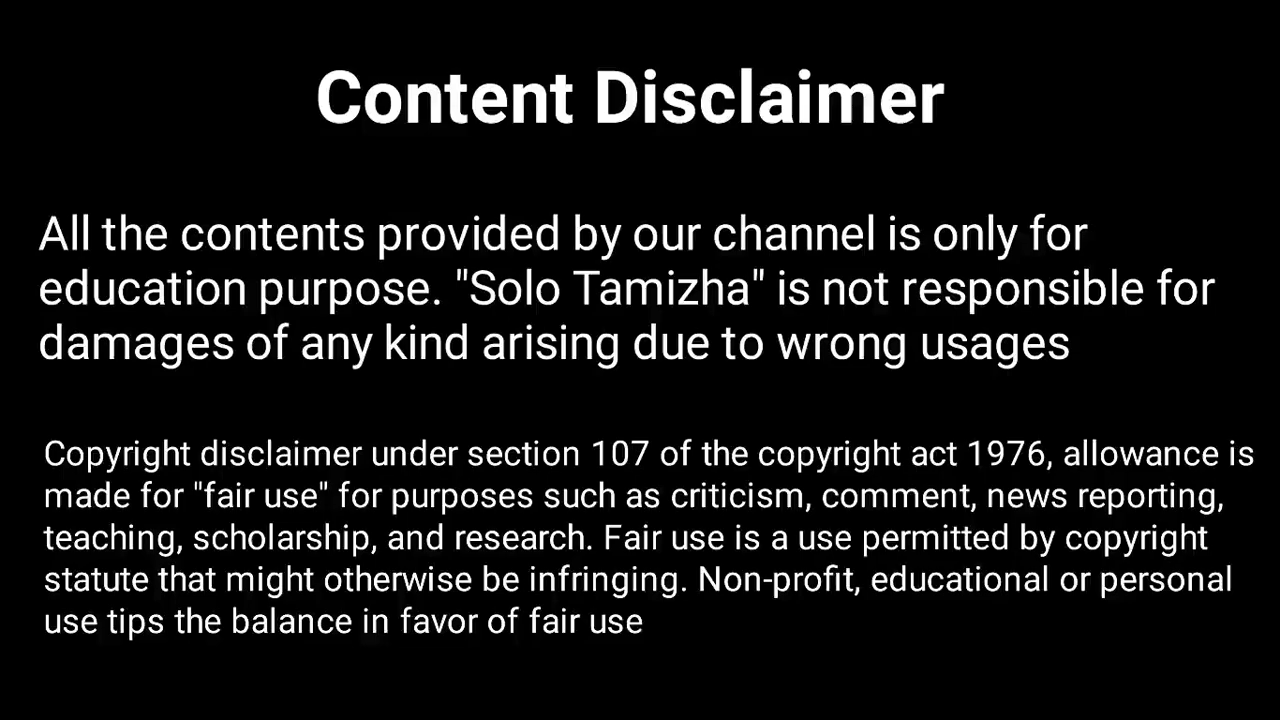 Content Disclaimer
All the contents provided by our channel is only for
education purpose. "Solo Tamizha" is not responsible for
damages of any kind arising due to wrong usages
Copyright disclaimer under section 107 of the copyright act 1976, allowance is
made for "fair use" for purposes such as criticism, comment, news reporting,
teaching, scholarship, and research. Fair use is a use permitted by copyright
statute that might otherwise be infringing. Non-profit, educational or personal
use tips the balance in favor of fair use